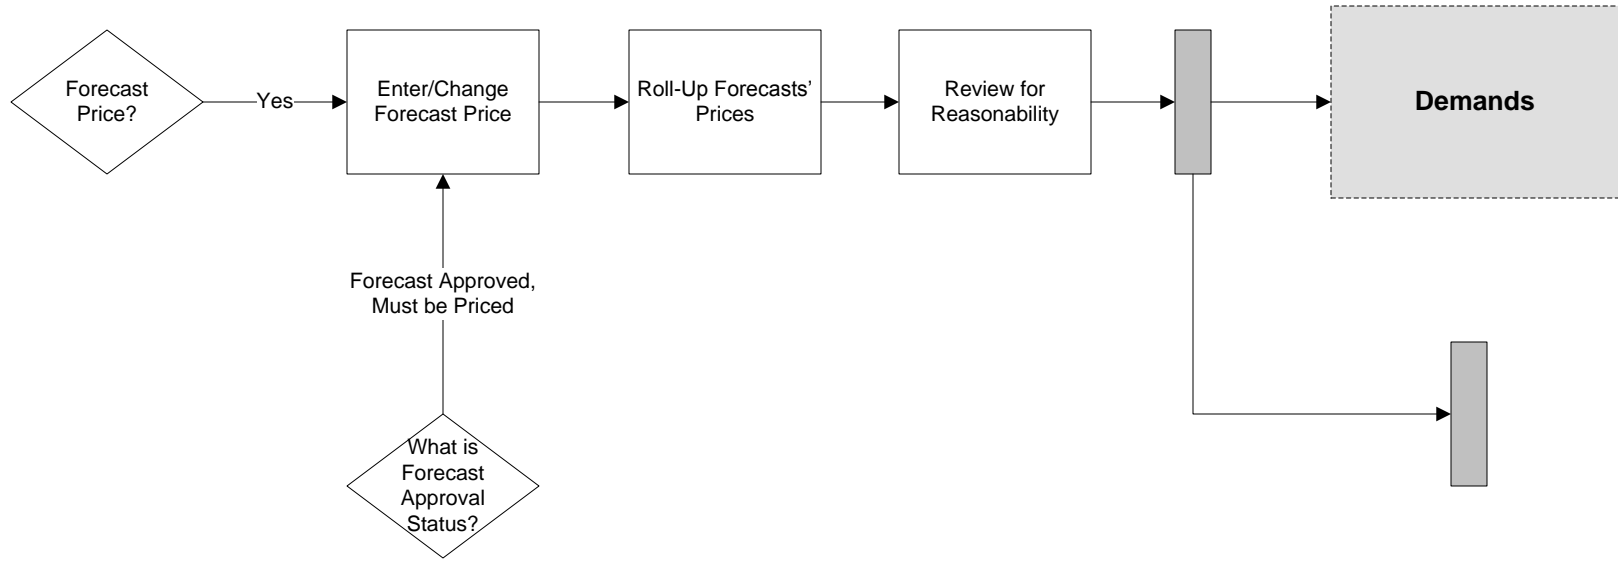 Forecast
Price?
Yes
Enter/Change
Forecast Price
Roll-Up Forecasts’
Prices
Review for
Reasonability
Demands
Forecast Approved,
Must be Priced
What is
Forecast
Approval
Status?